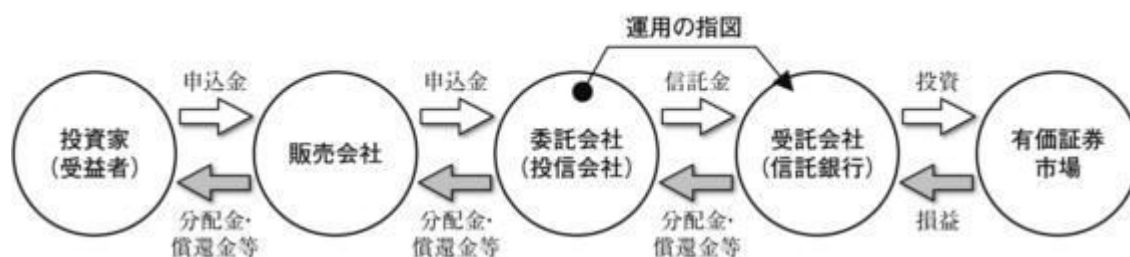 運用の指図
申込金
申込金
信託金
投資
投資家
(受益者)
販売会社
委託会社
(投信会社)
受託会社
(信託銀行)
有価証券
市場
分配金・
償還金等
分配金・
償還金等
分配金・
償還金等
損益